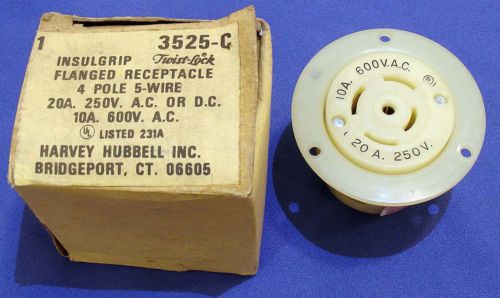 1 3525-C
INSULGRIP Twist-Lock®
FLANGED RECEPTACLE
4 POLE 5-WIRE
20A. 250V. A.C. OR D.C.
10A. 600V. A.C.
UL LISTED 231A
HARVEY HUBBELL INC.
BRIDGEPORT, CT. 06605
10A. 600V.A.C.
20 A. 250V.